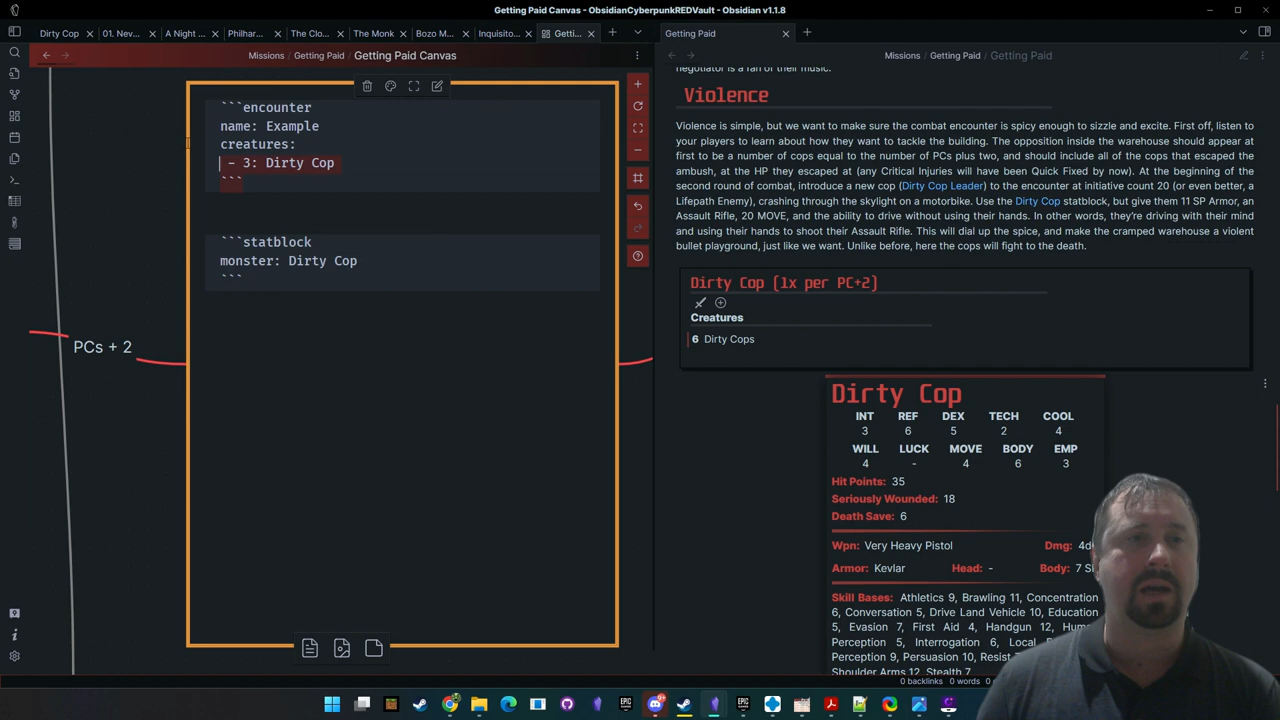 Getting Paid Canvas - ObsidianCyberpunkREDVault - Obsidian v1.1.8
Dirty Cop
01. Nev...
A Night ...
Philhar...
The Clo...
The Monk
Bozo M...
Inquisito...
Getti...
Getting Paid
Missions / Getting Paid / Getting Paid Canvas
Missions / Getting Paid / Getting Paid
```encounter
name: Example
creatures:
- 3: Dirty Cop
```
```statblock
monster: Dirty Cop
```
PCs + 2
negotiator is a fan of their music.
Violence
Violence is simple, but we want to make sure the combat encounter is spicy enough to sizzle and excite. First off, listen to
your players to learn about how they want to tackle the building. The opposition inside the warehouse should appear at
first to be a number of cops equal to the number of PCs plus two, and should include all of the cops that escaped the
ambush, at the HP they escaped at (any Critical Injuries will have been Quick Fixed by now). At the beginning of the
second round of combat, introduce a new cop (Dirty Cop Leader) to the encounter at initiative count 20 (or even better, a
Lifepath Enemy), crashing through the skylight on a motorbike. Use the Dirty Cop statblock, but give them 11 SP Armor, an
Assault Rifle, 20 MOVE, and the ability to drive without using their hands. In other words, they're driving with their mind
and using their hands to shoot their Assault Rifle. This will dial up the spice, and make the cramped warehouse a violent
bullet playground, just like we want. Unlike before, here the cops will fight to the death.
Dirty Cop (1x per PC+2)
Creatures
6 Dirty Cops
Dirty Cop
INT REF DEX TECH COOL
3 6 5 2 4
WILL LUCK MOVE BODY EMP
4 - 4 6 3
Hit Points: 35
Seriously Wounded: 18
Death Save: 6
Wpn: Very Heavy Pistol Dmg: 4d
Armor: Kevlar Head: - Body: 7 S
Skill Bases: Athletics 9, Brawling 11, Concentration
6, Conversation 5, Drive Land Vehicle 10, Education
5, Evasion 7, First Aid 4, Handgun 12,
Perception 5, Interrogation 6, Local
Perception 9, Persuasion 10, Resist
Shoulder Arms 12, Stealth 7
0 backlinks 0 words